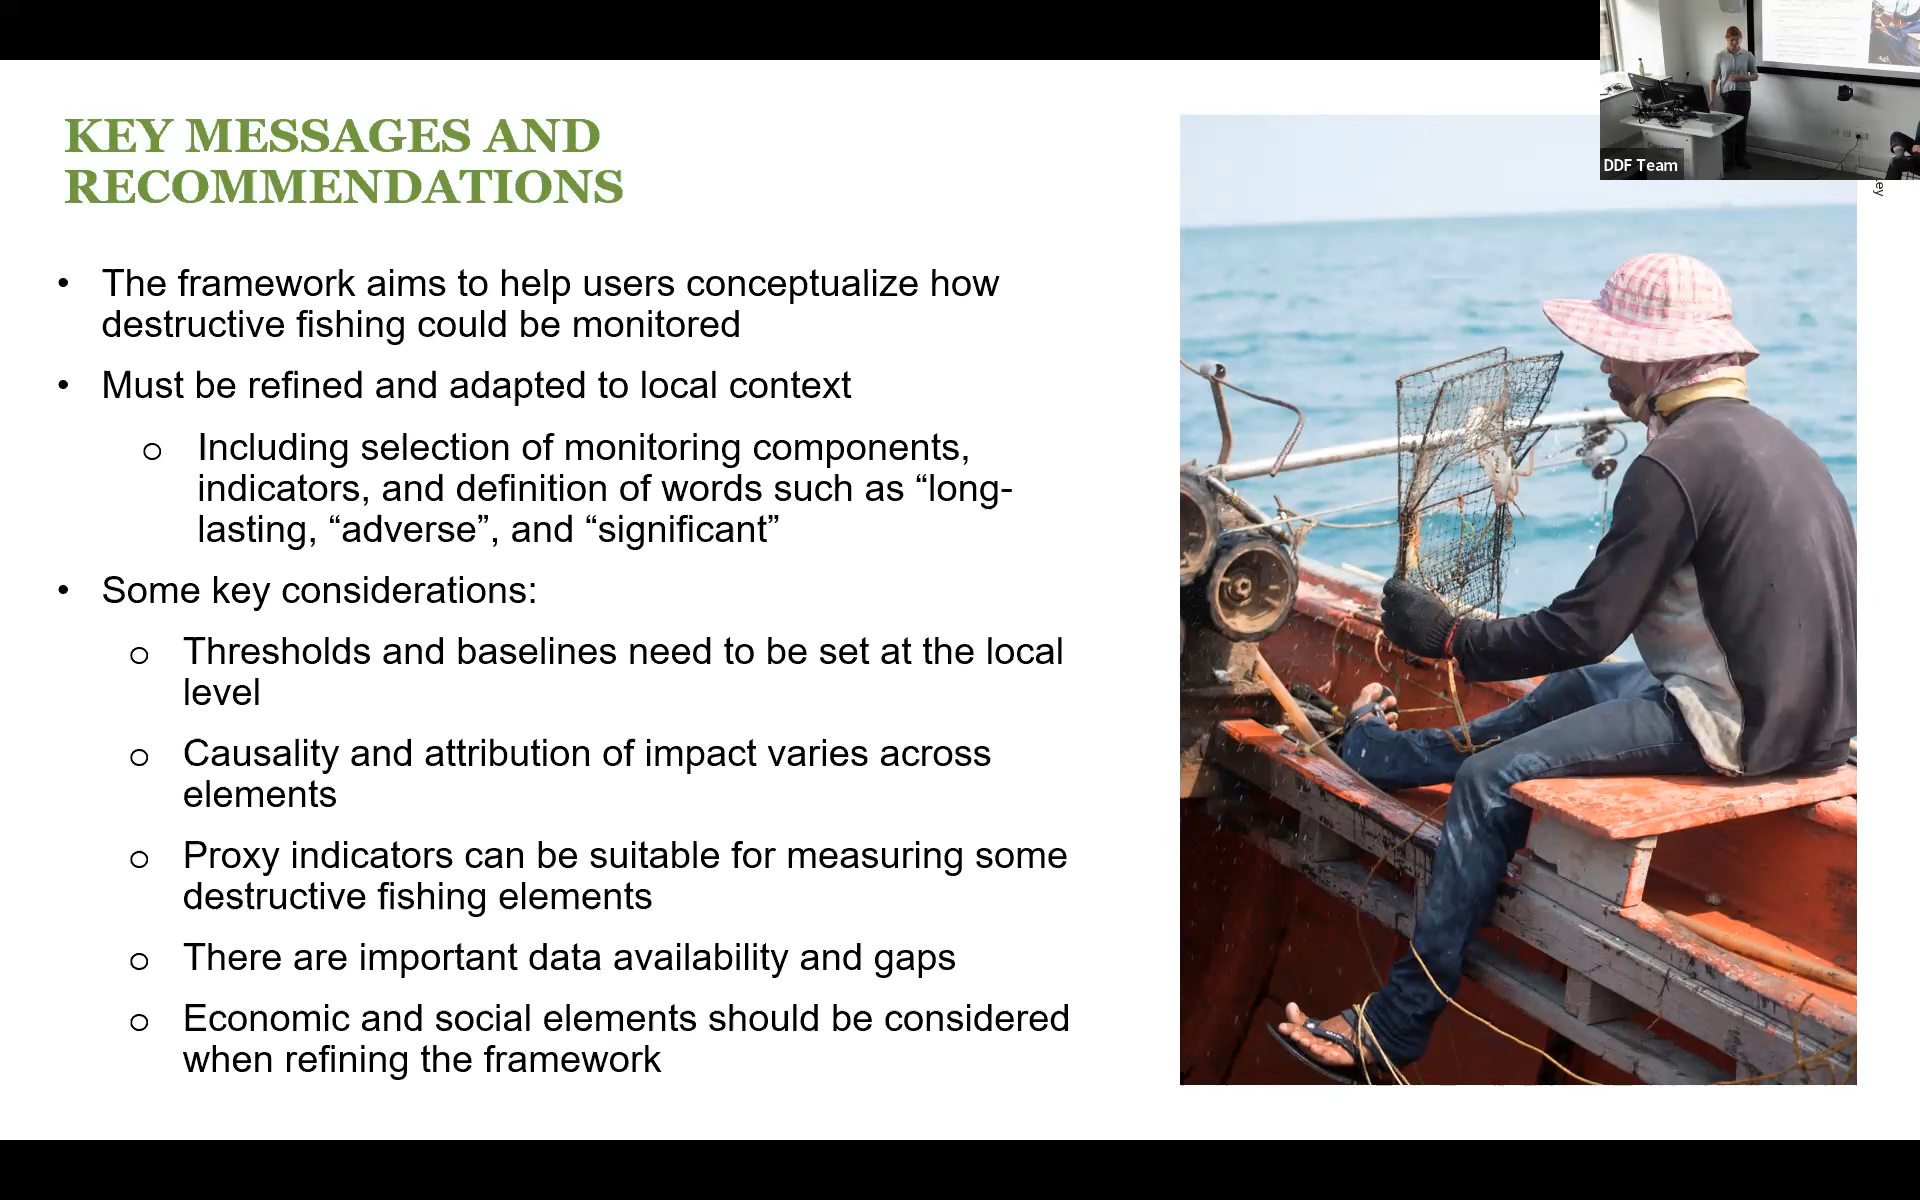 KEY MESSAGES AND
RECOMMENDATIONS
• The framework aims to help users conceptualize how
destructive fishing could be monitored
• Must be refined and adapted to local context
o Including selection of monitoring components,
indicators, and definition of words such as “long-
lasting, “adverse”, and “significant”
• Some key considerations:
o Thresholds and baselines need to be set at the local
level
o Causality and attribution of impact varies across
elements
o Proxy indicators can be suitable for measuring some
destructive fishing elements
o There are important data availability and gaps
o Economic and social elements should be considered
when refining the framework
DDF Team